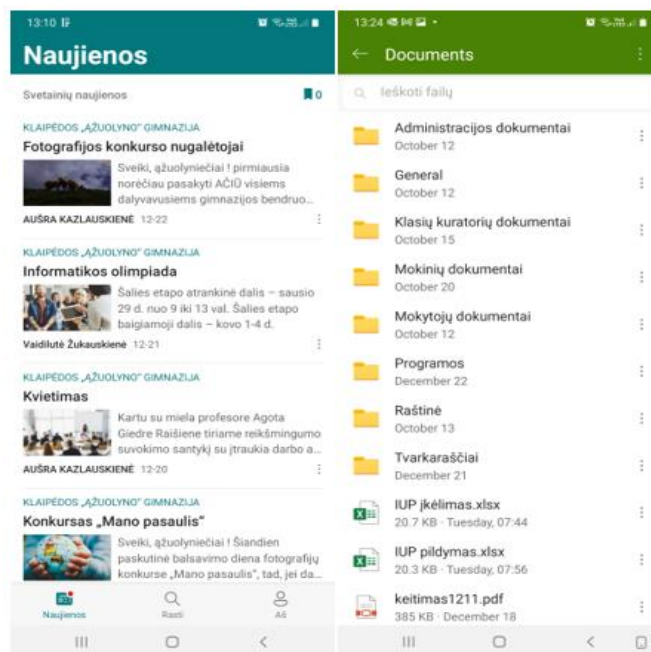 13:10
Naujienos
Svetainių naujienos
0
KLAIPĖDOS „ĄŽUOLYNO“ GIMNAZIJA
Fotografijos konkurso nugalėtojai
Sveiki, ąžuolyniečiai ! pirmiausia
norėčiau pasakyti AČIŪ visiems
dalyvavusiems gimnazijos bendruo...
AUŠRA KAZLAUSKIENĖ 12-22
KLAIPĖDOS „ĄŽUOLYNO“ GIMNAZIJA
Informatikos olimpiada
Šalies etapo atrankinė dalis – sausio
29 d. nuo 9 iki 13 val. Šalies etapo
baigiamoji dalis – kovo 1-4 d.
Vaidilutė Žukauskienė 12-21
KLAIPĖDOS „ĄŽUOLYNO“ GIMNAZIJA
Kvietimas
Kartu su miela profesore Agota
Giedre Raišiene tiriame reikšmingumo
suvokimo santykį su įtraukia darbo a...
AUŠRA KAZLAUSKIENĖ 12-20
KLAIPĖDOS „ĄŽUOLYNO“ GIMNAZIJA
Konkursas „Mano pasaulis“
Sveiki, ąžuolyniečiai ! Šiandien
paskutinė balsavimo diena fotografijų
konkurse „Mano pasaulis“, tad, jei da...
Naujienos
Rasti
Aš
13:24
Documents
Ieškoti failų
Administracijos dokumentai
October 12
General
October 12
Klasių kuratorių dokumentai
October 15
Mokinių dokumentai
October 20
Mokytojų dokumentai
October 12
Programos
December 22
Raštinė
October 13
Tvarkaraščiai
December 21
IUP įkėlimas.xlsx
20.7 KB · Tuesday, 07:44
IUP pildymas.xlsx
20.3 KB · Tuesday, 07:56
keitimas1211.pdf
385 KB · December 18